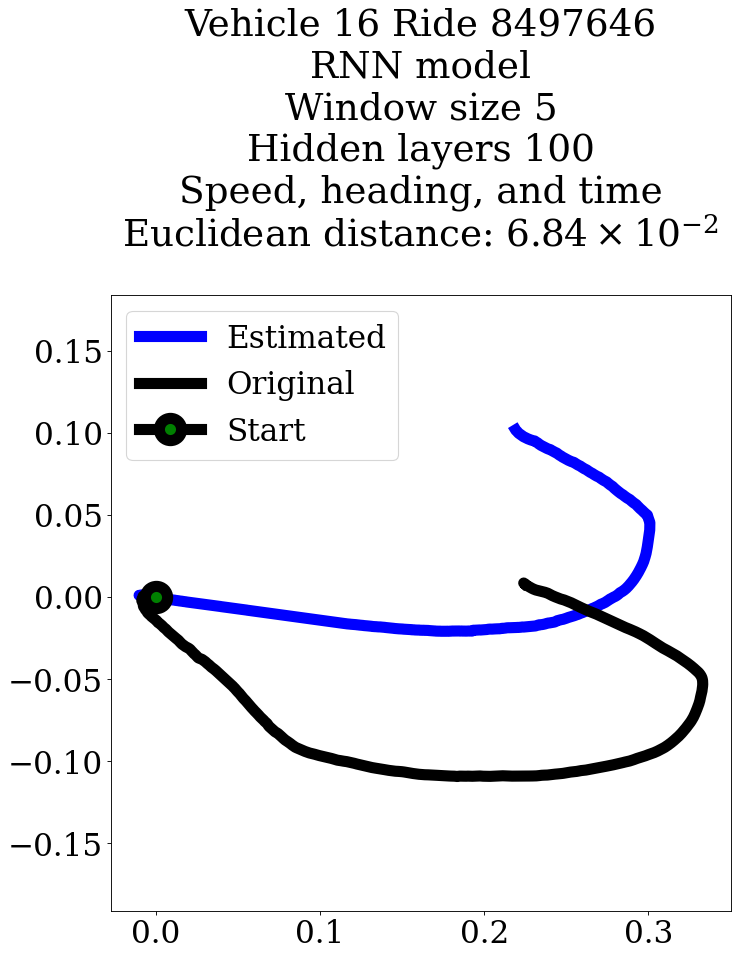 Vehicle 16 Ride 8497646
RNN model
Window size 5
Hidden layers 100
Speed, heading, and time
Euclidean distance: 6.84 × 10⁻²
Estimated
Original
Start
0.15
0.10
0.05
0.00
−0.05
−0.10
−0.15
0.0 0.1 0.2 0.3